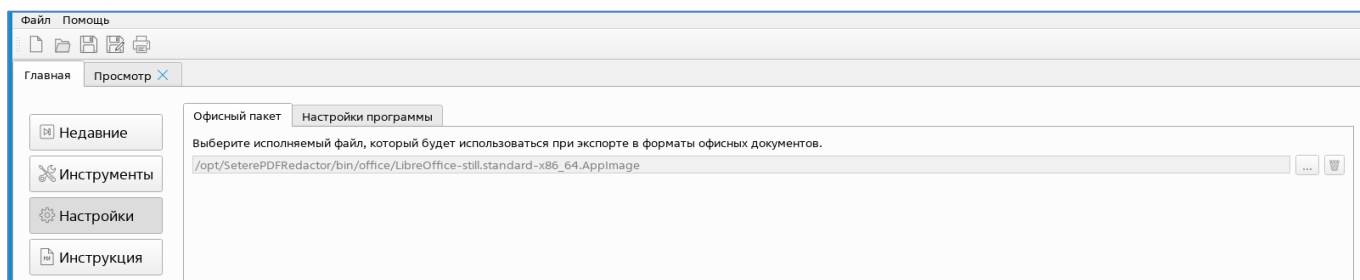 Файл Помощь
Главная Просмотр
Офисный пакет Настройки программы
Недавние
Выберите исполняемый файл, который будет использоваться при экспорте в форматы офисных документов.
/opt/SeterePDFRedactor/bin/office/LibreOffice-still.standard-x86_64.AppImage ...
Инструменты
Настройки
Инструкция